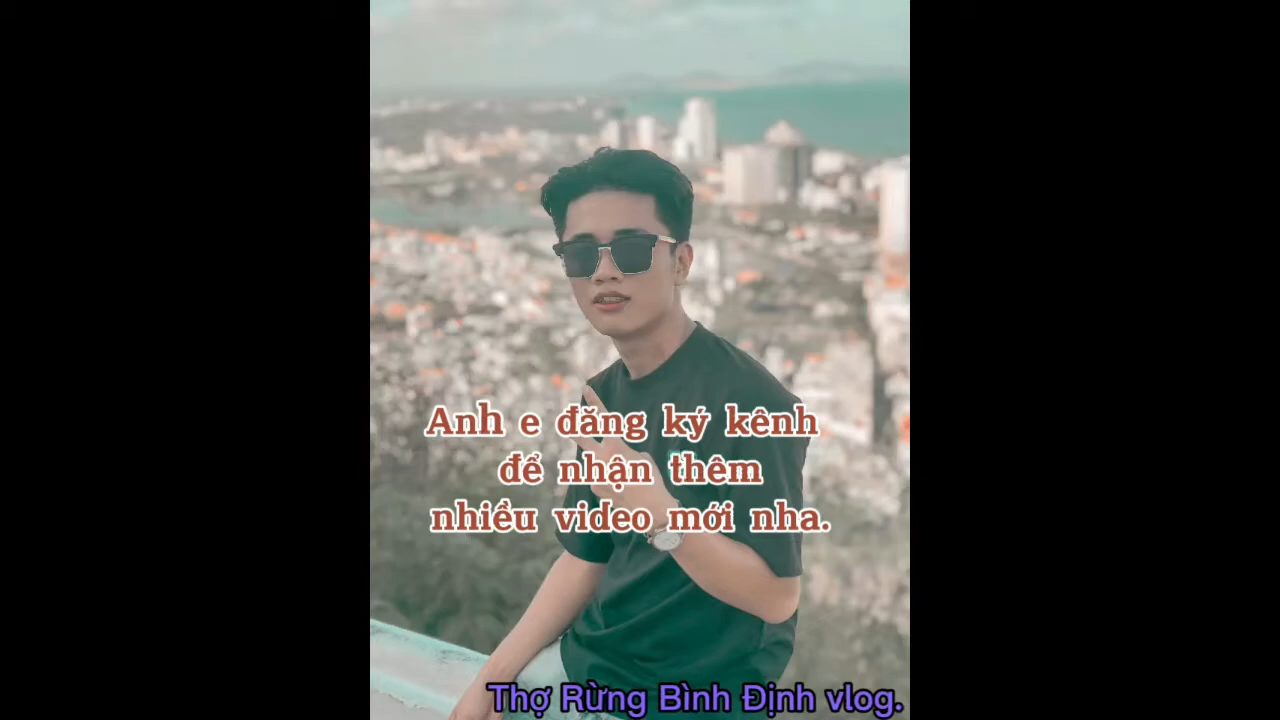 Anh e đăng ký kênh
để nhận thêm
nhiều video mới nha.
Thợ Rừng Bình Định vlog.